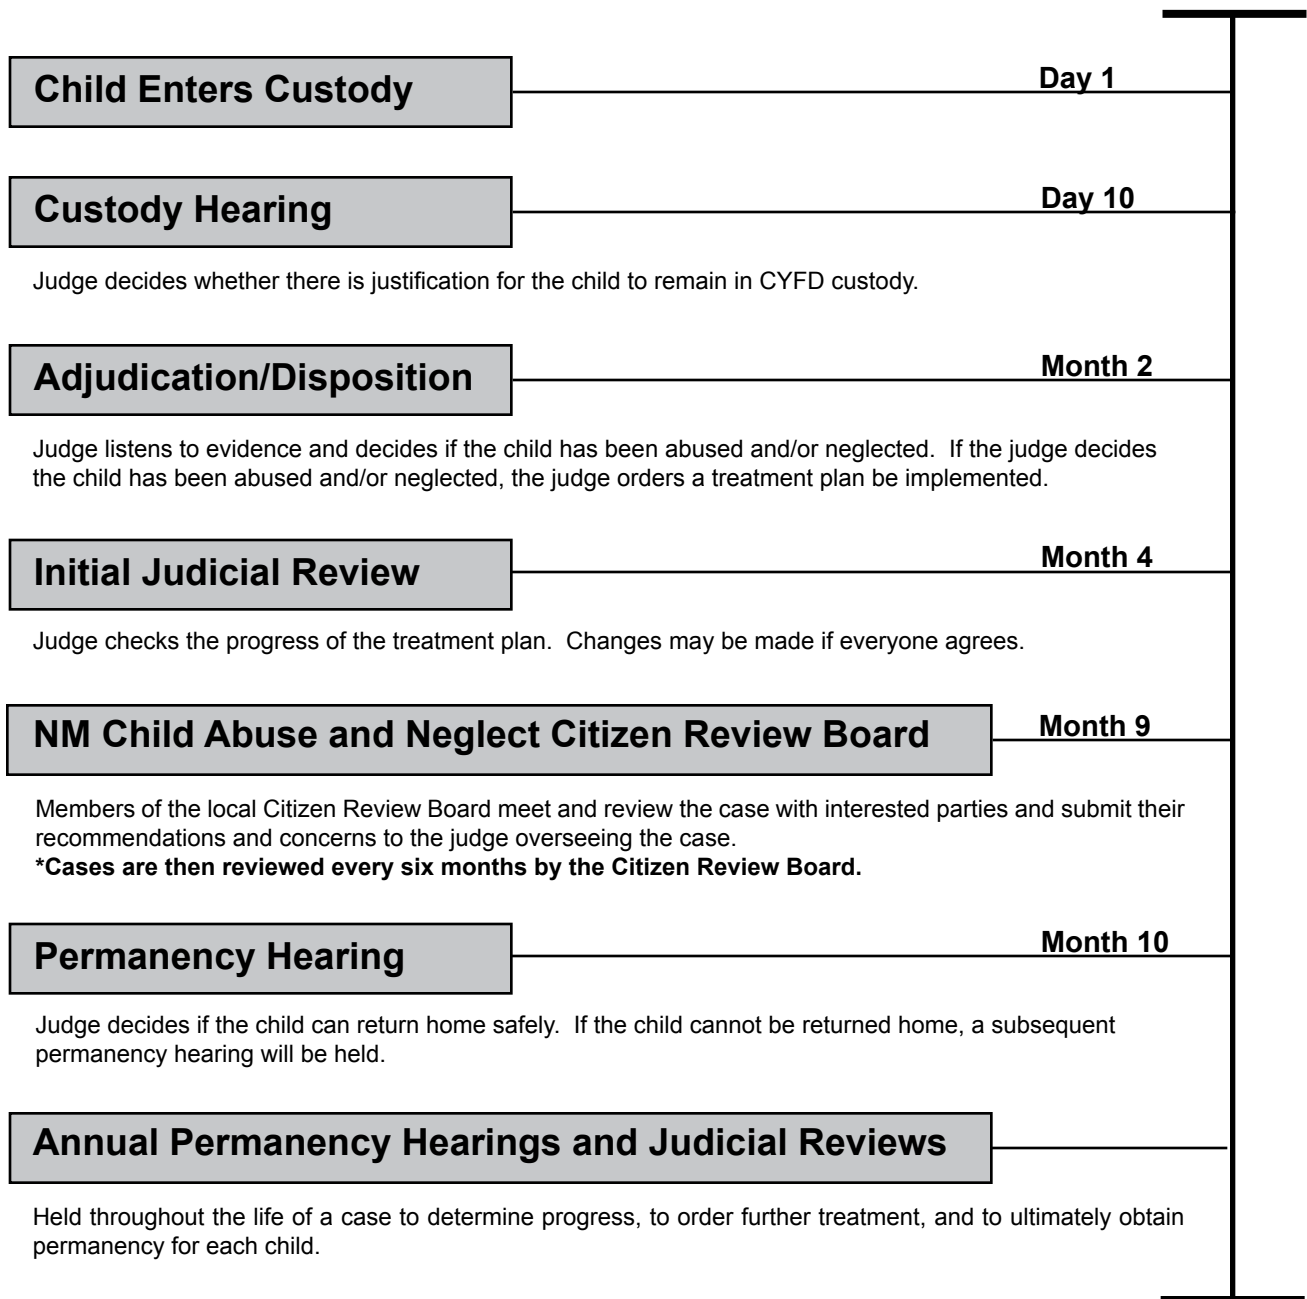 Child Enters Custody
Day 1
Custody Hearing
Day 10
Judge decides whether there is justification for the child to remain in CYFD custody.
Adjudication/Disposition
Month 2
Judge listens to evidence and decides if the child has been abused and/or neglected.  If the judge decides
the child has been abused and/or neglected, the judge orders a treatment plan be implemented.
Initial Judicial Review
Month 4
Judge checks the progress of the treatment plan.  Changes may be made if everyone agrees.
NM Child Abuse and Neglect Citizen Review Board
Month 9
Members of the local Citizen Review Board meet and review the case with interested parties and submit their
recommendations and concerns to the judge overseeing the case.
*Cases are then reviewed every six months by the Citizen Review Board.
Permanency Hearing
Month 10
Judge decides if the child can return home safely.  If the child cannot be returned home, a subsequent
permanency hearing will be held.
Annual Permanency Hearings and Judicial Reviews
Held throughout the life of a case to determine progress, to order further treatment, and to ultimately obtain
permanency for each child.